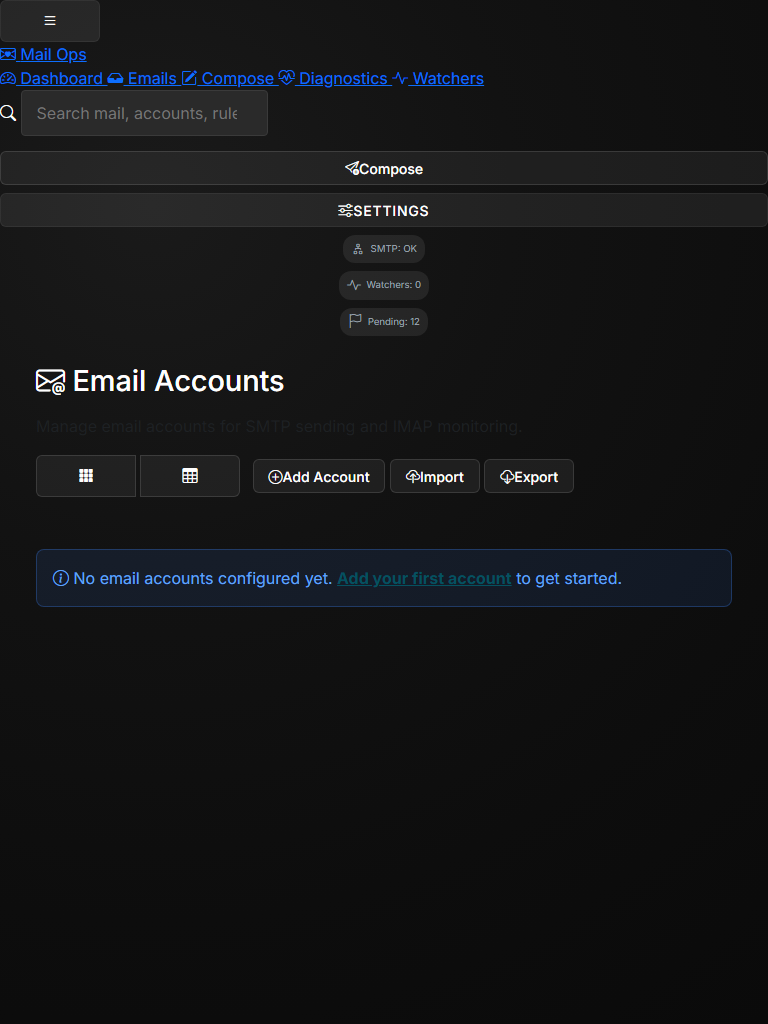 Mail Ops
Dashboard Emails Compose Diagnostics Watchers
Search mail, accounts, rule
Compose
SETTINGS
SMTP: OK
Watchers: 0
Pending: 12
Email Accounts
Manage email accounts for SMTP sending and IMAP monitoring.
Add Account Import Export
No email accounts configured yet. Add your first account to get started.